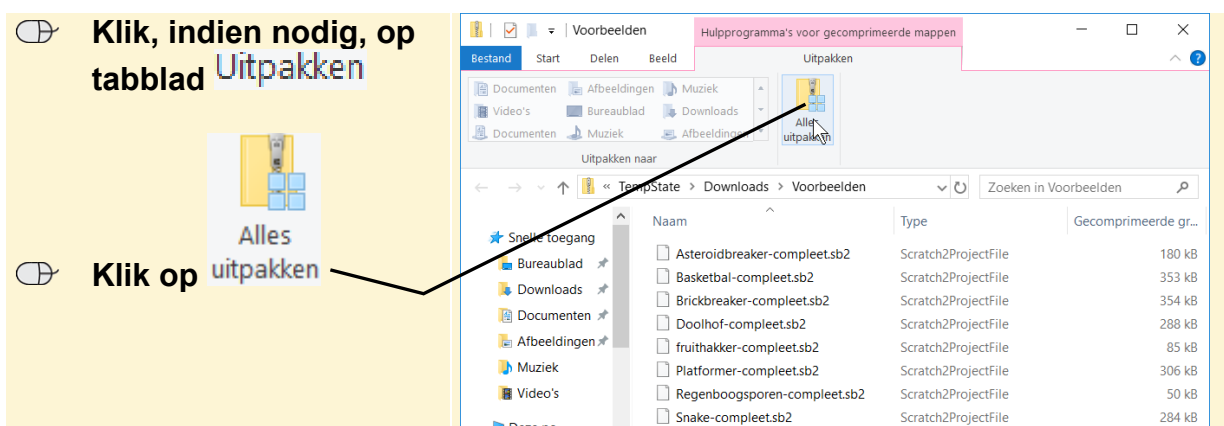 Klik, indien nodig, op
tabblad Uitpakken
Alles
uitpakken
Klik op
Voorbeelden
Hulpprogramma's voor gecomprimeerde mappen
Bestand Start Delen Beeld Uitpakken
Documenten Afbeeldingen Muziek
Video's Bureaublad Downloads
Documenten Muziek Afbeeldingen
Alles
uitpakken
Uitpakken naar
« TempState > Downloads > Voorbeelden
Zoeken in Voorbeelden
Naam Type Gecomprimeerde gr...
Snelle toegang
Bureaublad
Downloads
Documenten
Afbeeldingen
Muziek
Video's
Asteroidbreaker-compleet.sb2 Scratch2ProjectFile 180 kB
Basketbal-compleet.sb2 Scratch2ProjectFile 353 kB
Brickbreaker-compleet.sb2 Scratch2ProjectFile 354 kB
Doolhof-compleet.sb2 Scratch2ProjectFile 288 kB
fruithakker-compleet.sb2 Scratch2ProjectFile 85 kB
Platformer-compleet.sb2 Scratch2ProjectFile 306 kB
Regenboogsporen-compleet.sb2 Scratch2ProjectFile 50 kB
Snake-compleet.sb2 Scratch2ProjectFile 284 kB